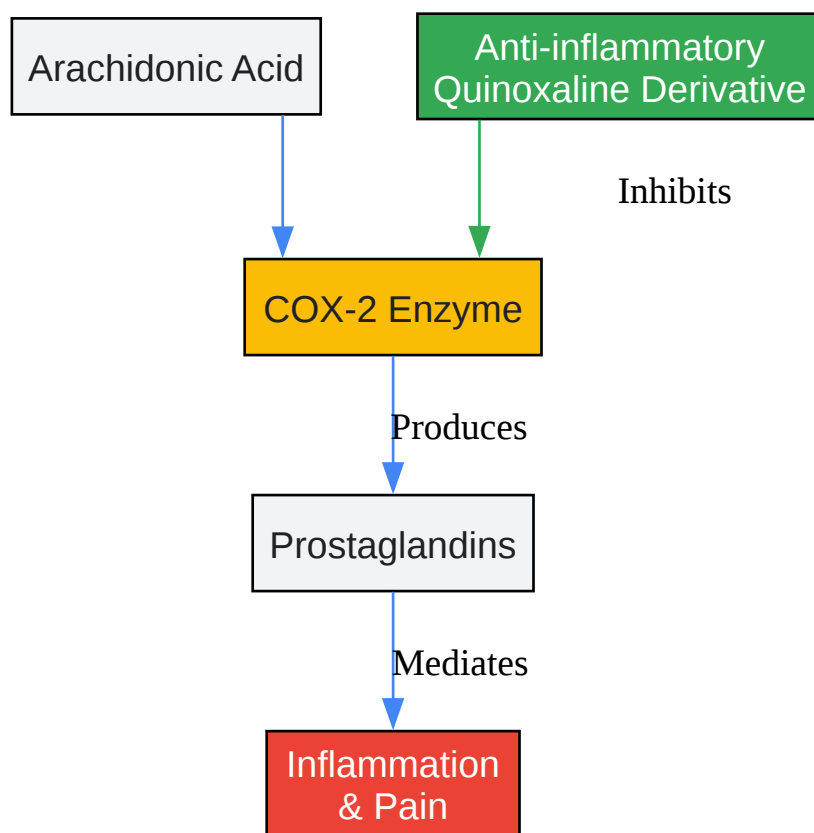 Arachidonic Acid
Anti-inflammatory
Quinoxaline Derivative
Inhibits
COX-2 Enzyme
Produces
Prostaglandins
Mediates
Inflammation
& Pain